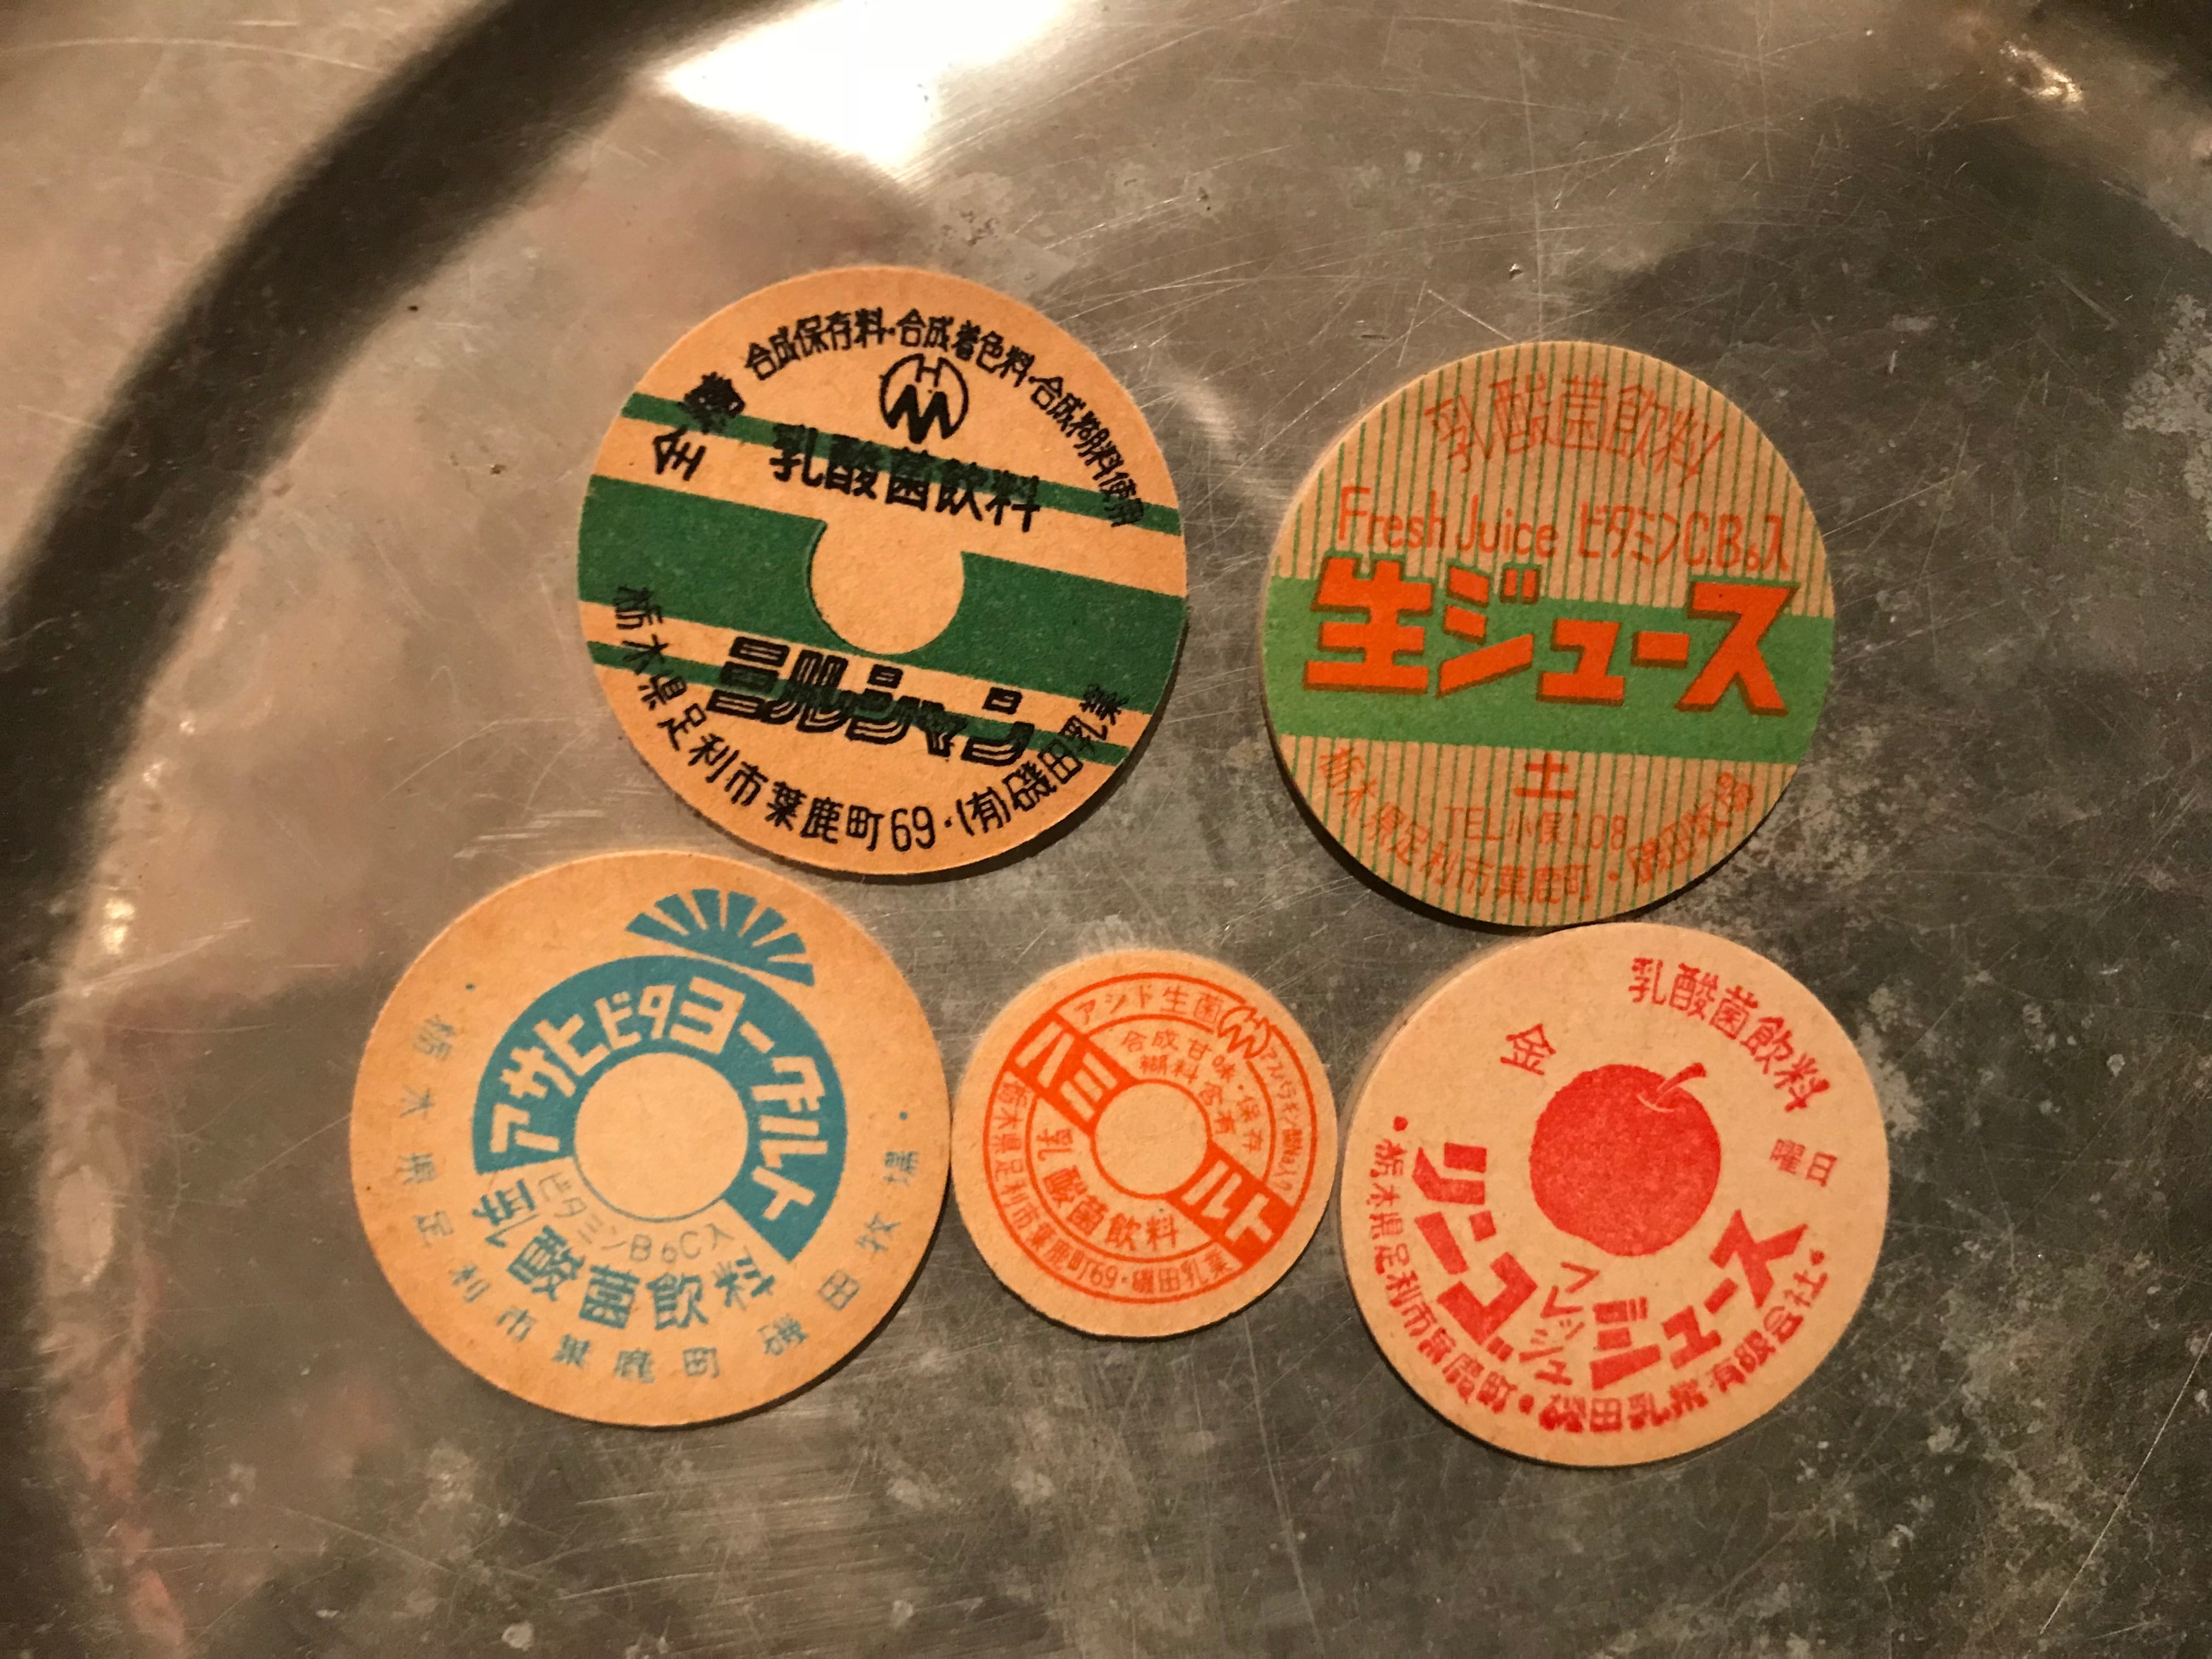 合成保存料・合成着色料・合成糊料使用
金曜
乳酸菌飲料
ミルジャン
栃木県足利市葉鹿町69・(有)磯田乳業
乳酸菌飲料
Fresh Juice ビタミンC.B₆入
生ジュース
土
TEL小俣108
栃木県足利市葉鹿町・磯田牧場
アサヒビタヨーグルト
ビタミンB₆C入
酸菌飲料
栃木県足利市葉鹿町 磯田牧場
アシド生菌
合成甘味・保存
糊料含有
ハミルト
乳酸菌飲料
栃木県足利市葉鹿町69・磯田乳業
乳酸菌飲料
金曜日
フレッシュ
リンゴジュース
栃木県足利市葉鹿町・磯田乳業有限会社